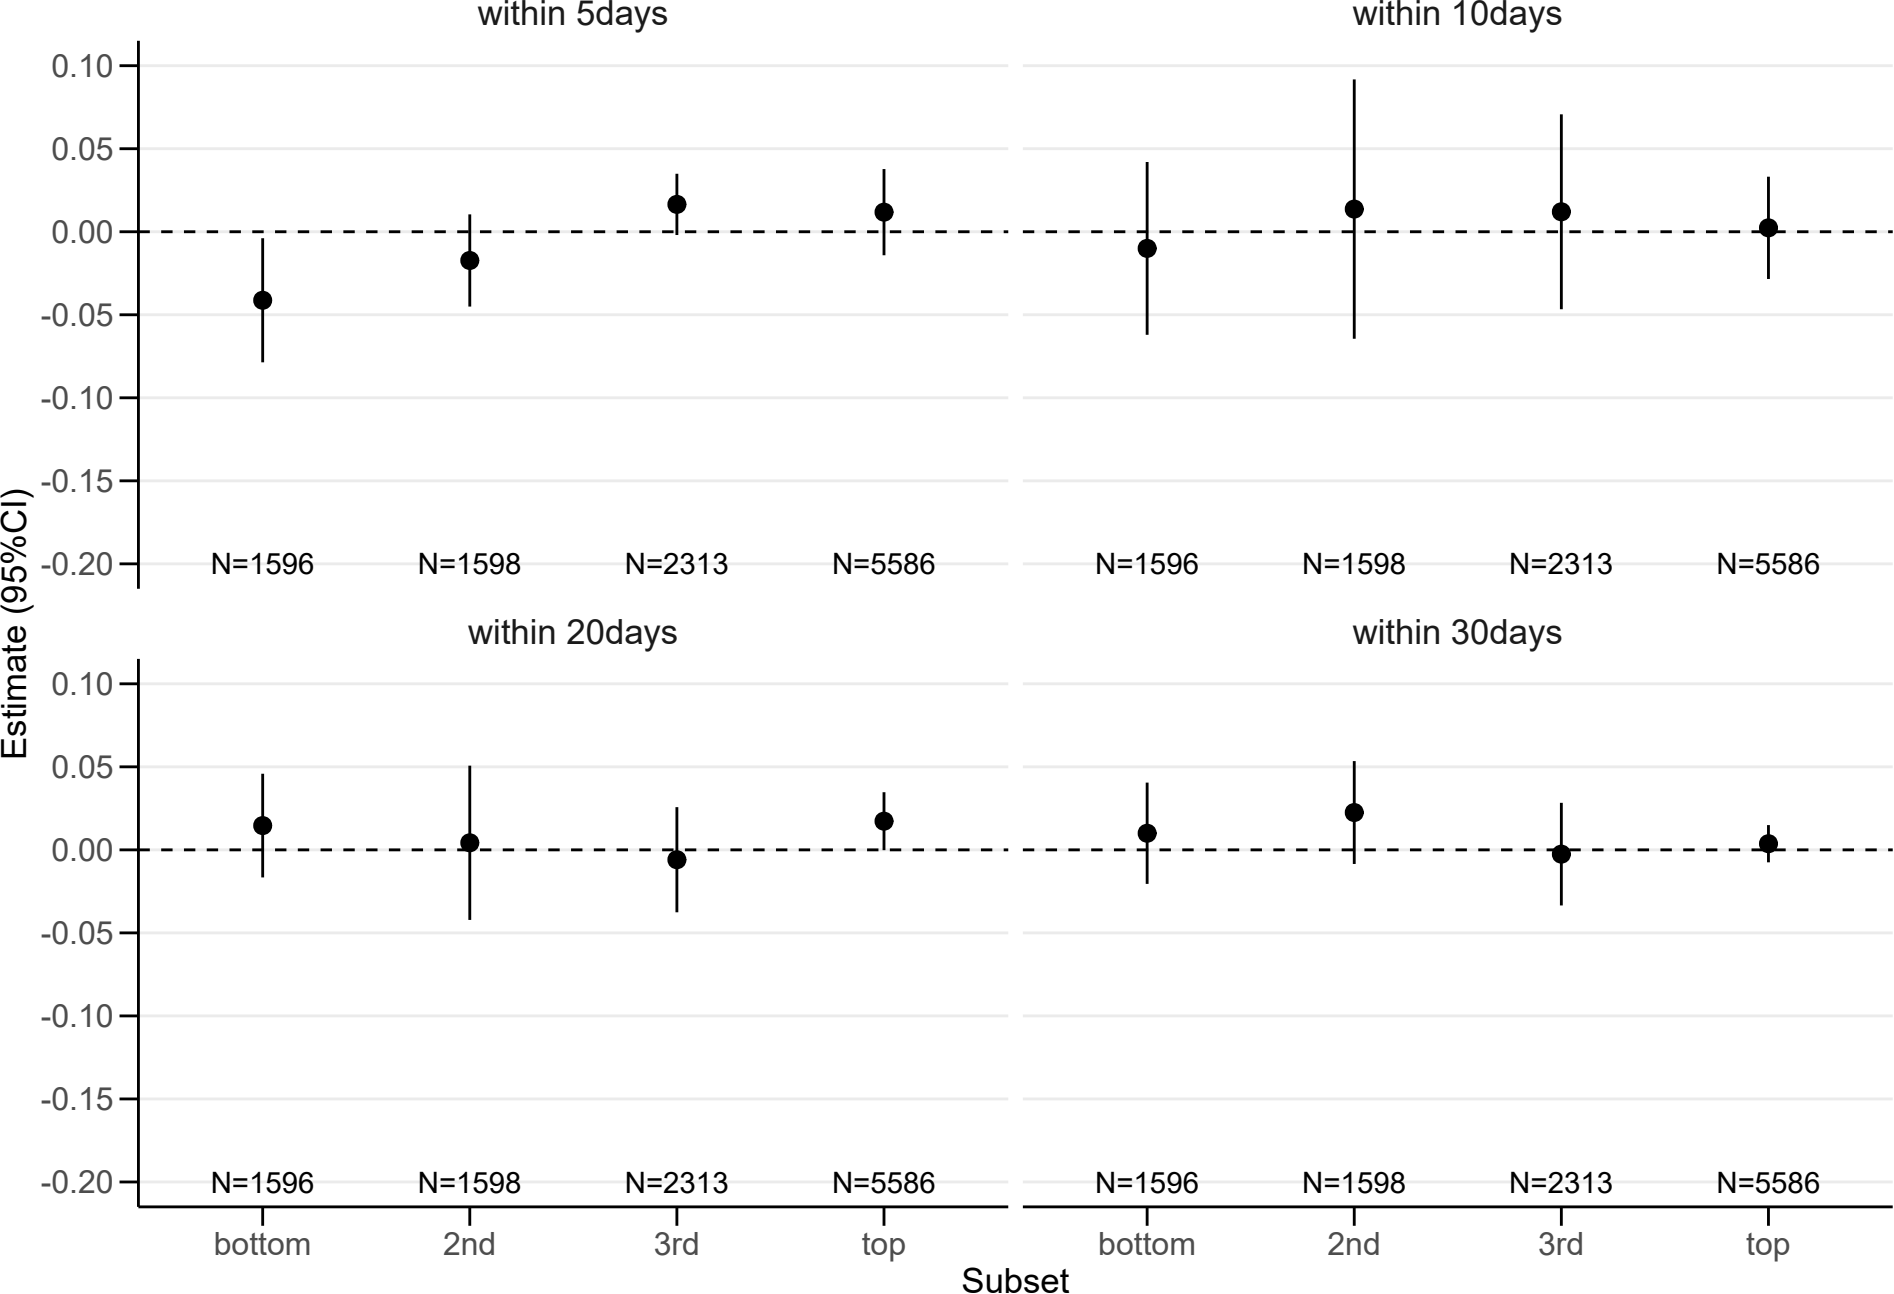 within 5days
within 10days
0.10
0.05
0.00
-0.05
-0.10
-0.15
-0.20
N=1596 N=1598 N=2313 N=5586
N=1596 N=1598 N=2313 N=5586
Estimate (95%CI)
within 20days
within 30days
0.10
0.05
0.00
-0.05
-0.10
-0.15
-0.20
N=1596 N=1598 N=2313 N=5586
N=1596 N=1598 N=2313 N=5586
bottom 2nd 3rd top
bottom 2nd 3rd top
Subset